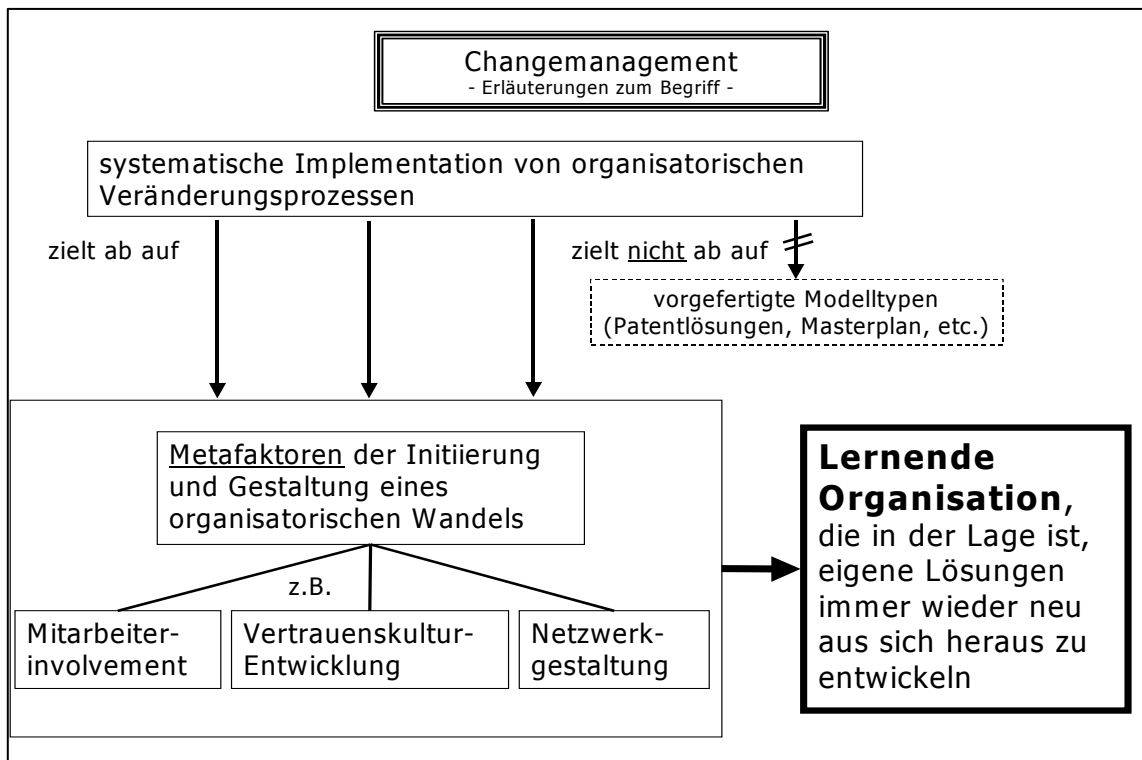 Changemanagement
- Erläuterungen zum Begriff -
systematische Implementation von organisatorischen
Veränderungsprozessen
zielt ab auf
zielt nicht ab auf
vorgefertigte Modelltypen
(Patentlösungen, Masterplan, etc.)
Metafaktoren der Initiierung
und Gestaltung eines
organisatorischen Wandels
z.B.
Mitarbeiter-
involvement
Vertrauenskultur-
Entwicklung
Netzwerk-
gestaltung
Lernende
Organisation,
die in der Lage ist,
eigene Lösungen
immer wieder neu
aus sich heraus zu
entwickeln